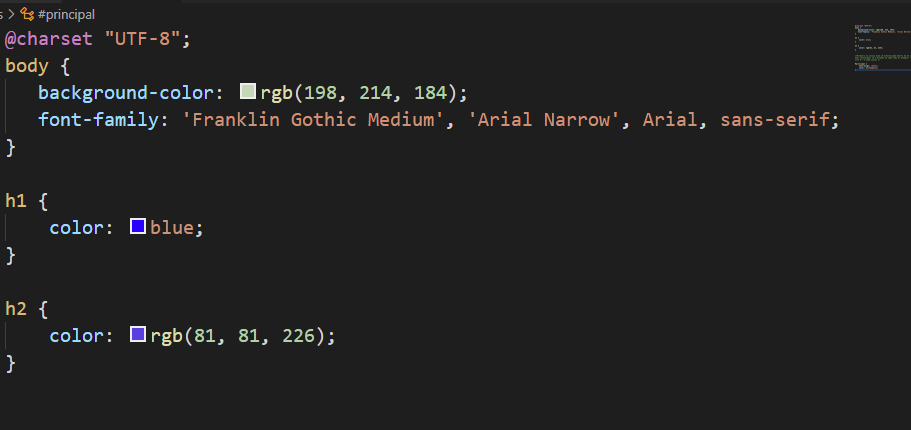 s > #principal
@charset "UTF-8";
body {
    background-color: rgb(198, 214, 184);
    font-family: 'Franklin Gothic Medium', 'Arial Narrow', Arial, sans-serif;
}
h1 {
    color: blue;
}
h2 {
    color: rgb(81, 81, 226);
}